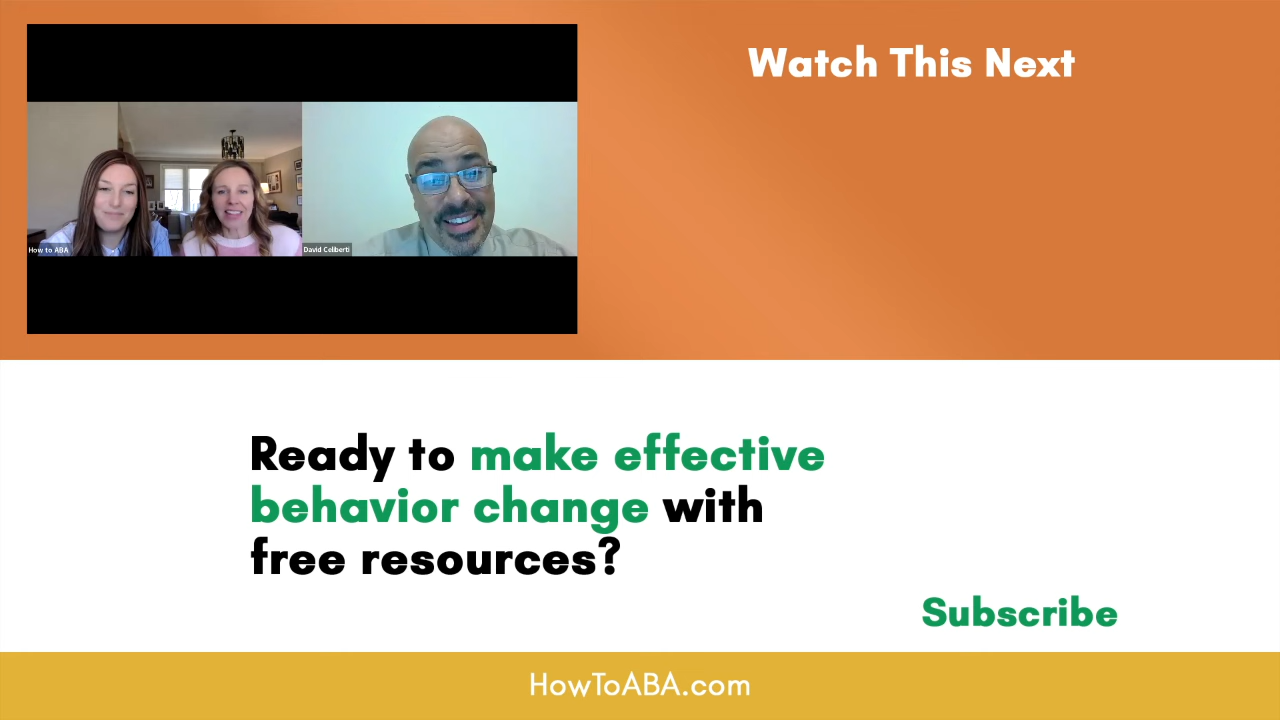 Watch This Next
How to ABA
David Celiberti
Ready to make effective
behavior change with
free resources?
Subscribe
HowToABA.com